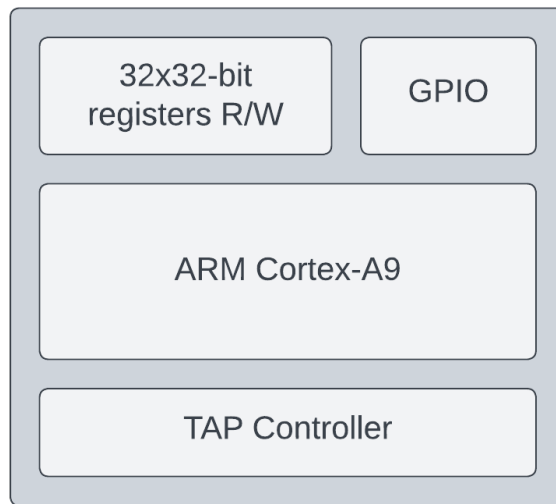 32x32-bit
registers R/W
GPIO
ARM Cortex-A9
TAP Controller